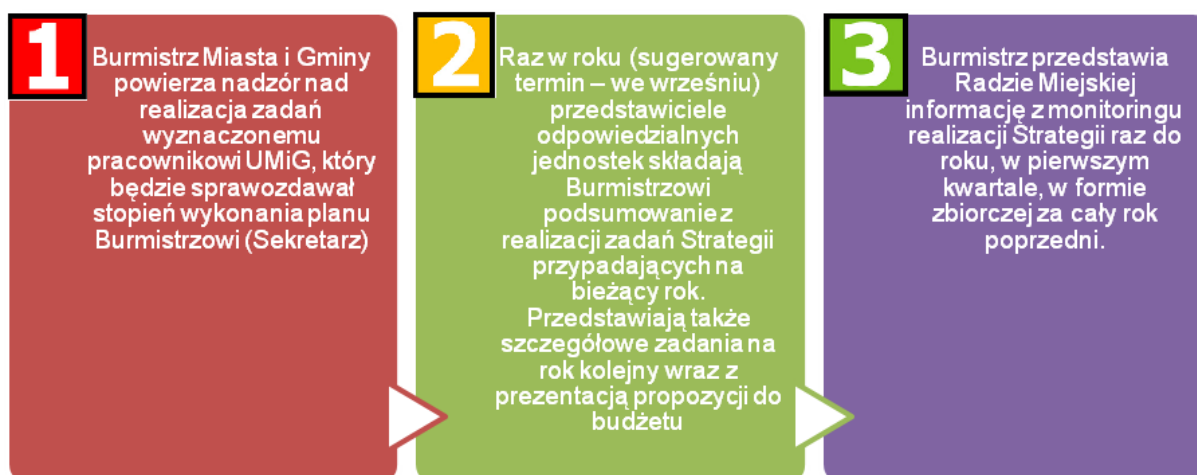 1
Burmistrz Miasta i Gminy
powierza nadzór nad
realizacja zadań
wyznaczonemu
pracownikowi UMiG, który
będzie sprawozdawał
stopień wykonania planu
Burmistrzowi (Sekretarz)
2
Raz w roku (sugerowany
termin – we wrześniu)
przedstawiciele
odpowiedzialnych
jednostek składają
Burmistrzowi
podsumowanie z
realizacji zadań Strategii
przypadających na
bieżący rok.
Przedstawiają także
szczegółowe zadania na
rok kolejny wraz z
prezentacją propozycji do
budżetu
3
Burmistrz przedstawia
Radzie Miejskiej
informację z monitoringu
realizacji Strategii raz do
roku, w pierwszym
kwartale, w formie
zbiorczej za cały rok
poprzedni.